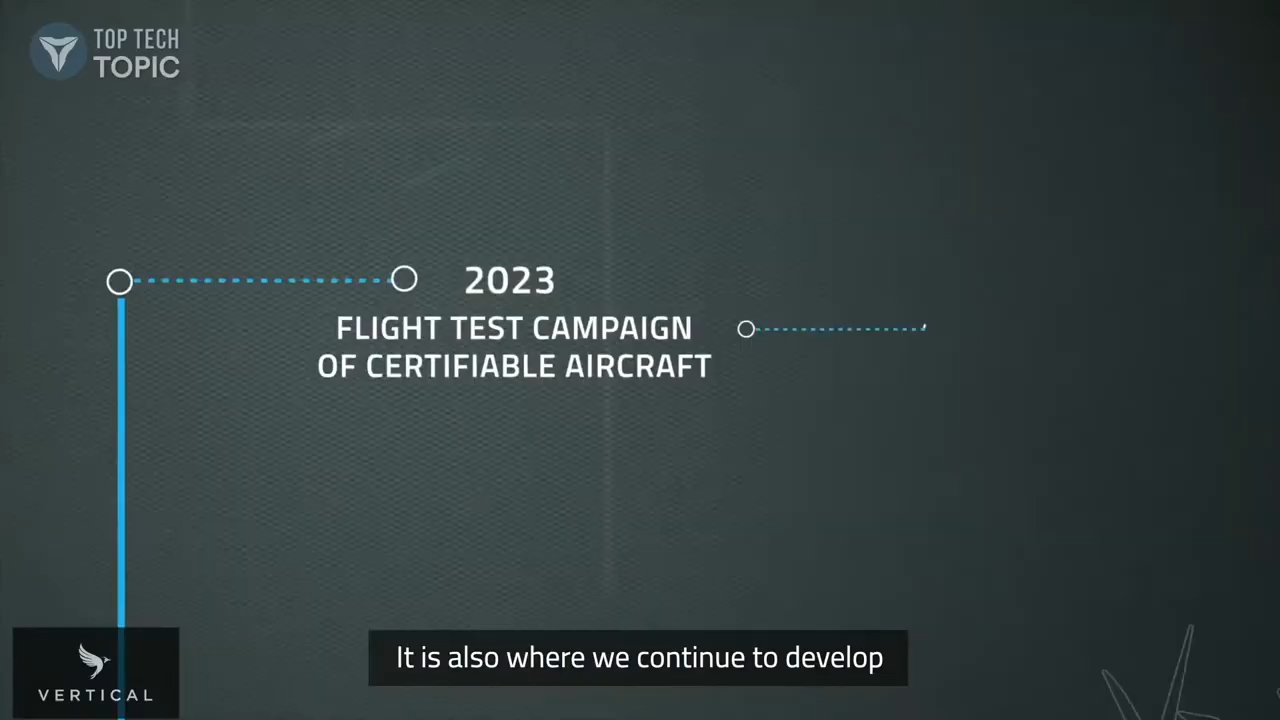 TOP TECH
TOPIC
2023
FLIGHT TEST CAMPAIGN
OF CERTIFIABLE AIRCRAFT
It is also where we continue to develop
VERTICAL